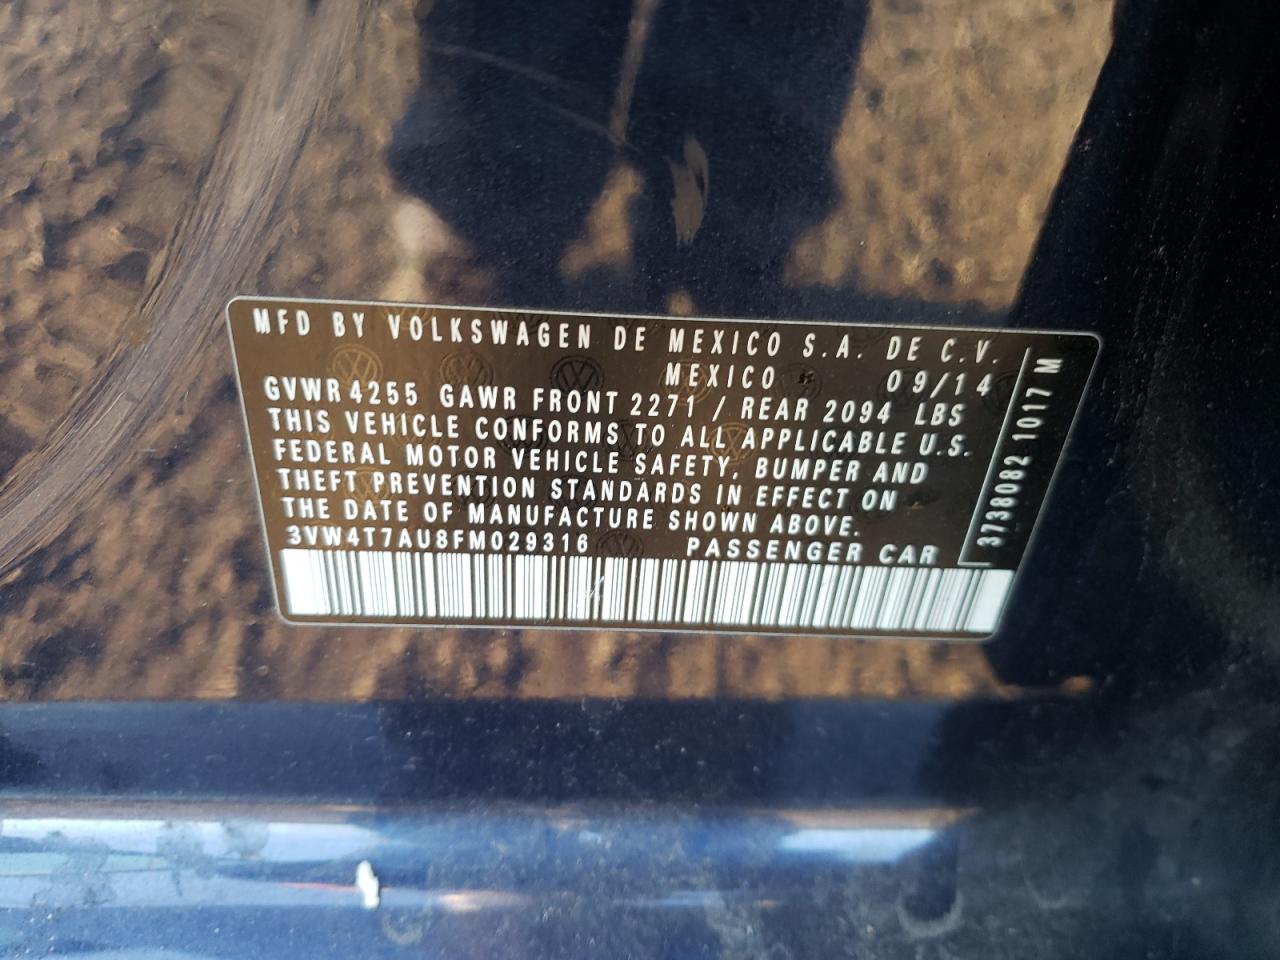 MFD BY VOLKSWAGEN DE MEXICO S.A. DE C.V.
MEXICO 09/14
GVWR 4255 GAWR FRONT 2271 / REAR 2094 LBS
THIS VEHICLE CONFORMS TO ALL APPLICABLE U.S.
FEDERAL MOTOR VEHICLE SAFETY, BUMPER AND
THEFT PREVENTION STANDARDS IN EFFECT ON
THE DATE OF MANUFACTURE SHOWN ABOVE.
3VW4T7AU8FM029316 PASSENGER CAR
3738082 1017 M